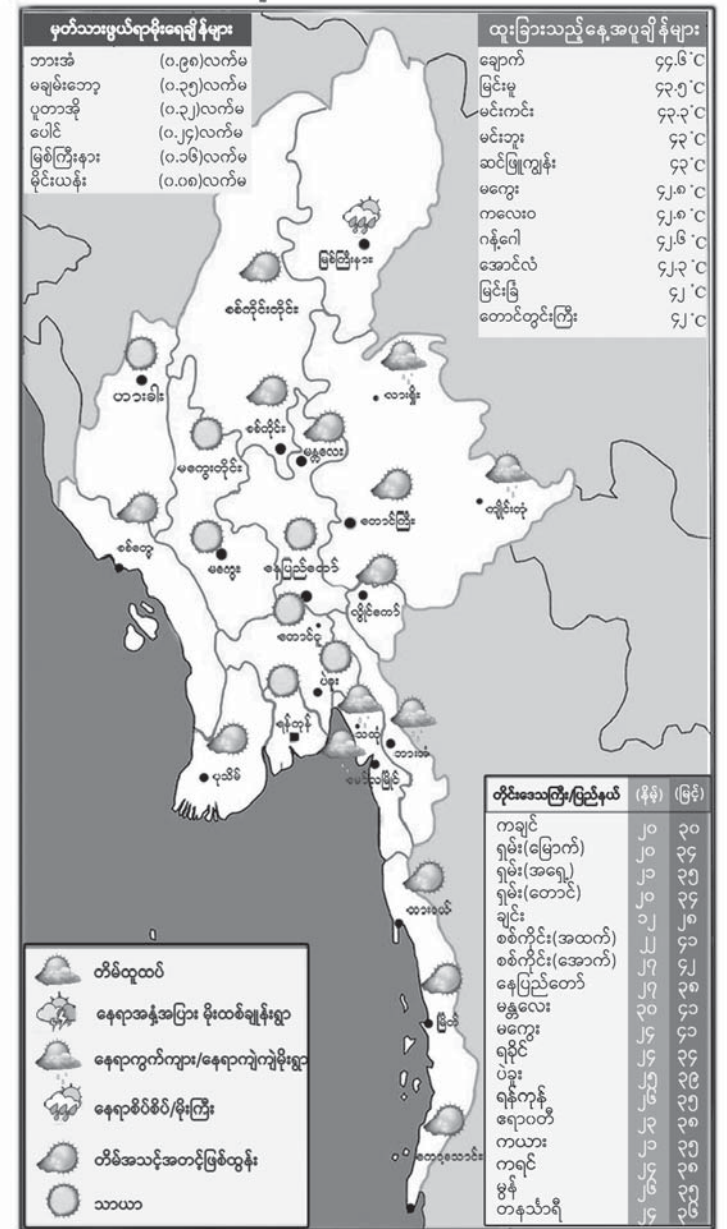 မှတ်သားဖွယ်ရာမိုးရေချိန်များ
ဘားအံ (၀.၉၈)လက်မ
မချမ်းဘော့ (၀.၃၅)လက်မ
ပူတာအို (၀.၃၂)လက်မ
ပေါင် (၀.၂၄)လက်မ
မြစ်ကြီးနား (၀.၁၆)လက်မ
မိုင်းယန်း (၀.၀၈)လက်မ
ထူးခြားသည့်နေ့အပူချိန်များ
ချောက် ၄၄.၆°C
မြင်းမူ ၄၃.၅°C
မင်းကင်း ၄၃.၃°C
မင်းဘူး ၄၃°C
ဆင်ဖြူကျွန်း ၄၃°C
မကွေး ၄၂.၈°C
ကလေးဝ ၄၂.၈°C
ဂန့်ဂေါ ၄၂.၆°C
အောင်လံ ၄၂.၃°C
မြင်းခြံ ၄၂°C
တောင်တွင်းကြီး ၄၂°C
မြစ်ကြီးနား
စစ်ကိုင်းတိုင်း
ဟားခါး
လားရှိုး
စစ်ကိုင်း
မန္တလေး
မကွေးတိုင်း
ကျိုင်းတုံ
တောင်ကြီး
စစ်တွေ
မကွေး
နေပြည်တော်
လွိုင်ကော်
တောင်ငူ
ပဲခူး
ရန်ကုန်
သထုံ
ဘားအံ
မော်လမြိုင်
ပုသိမ်
ထားဝယ်
မြိတ်
ကော့သောင်း
တိမ်ထူထပ်
နေရာအနှံ့အပြား မိုးထစ်ချုန်းရွာ
နေရာကွက်ကျား/နေရာကျဲကျဲမိုးရွာ
နေရာစိပ်စိပ်/မိုးကြီး
တိမ်အသင့်အတင့်ဖြစ်ထွန်း
သာယာ
တိုင်းဒေသကြီး/ပြည်နယ် (နိမ့်) (မြင့်)
ကချင် ၂၀ ၃၀
ရှမ်း(မြောက်) ၂၀ ၃၄
ရှမ်း(အရှေ့) ၂၁ ၃၅
ရှမ်း(တောင်) ၂၀ ၃၄
ချင်း ၁၂ ၂၈
စစ်ကိုင်း(အထက်) ၂၂ ၄၁
စစ်ကိုင်း(အောက်) ၂၇ ၄၂
နေပြည်တော် ၂၇ ၃၈
မန္တလေး ၃၀ ၄၁
မကွေး ၂၄ ၄၁
ရခိုင် ၂၄ ၃၄
ပဲခူး ၂၅ ၃၉
ရန်ကုန် ၂၆ ၃၅
ဧရာဝတီ ၂၃ ၃၈
ကယား ၂၁ ၃၅
ကရင် ၂၄ ၃၈
မွန် ၂၆ ၃၅
တနင်္သာရီ ၂၄ ၃၆